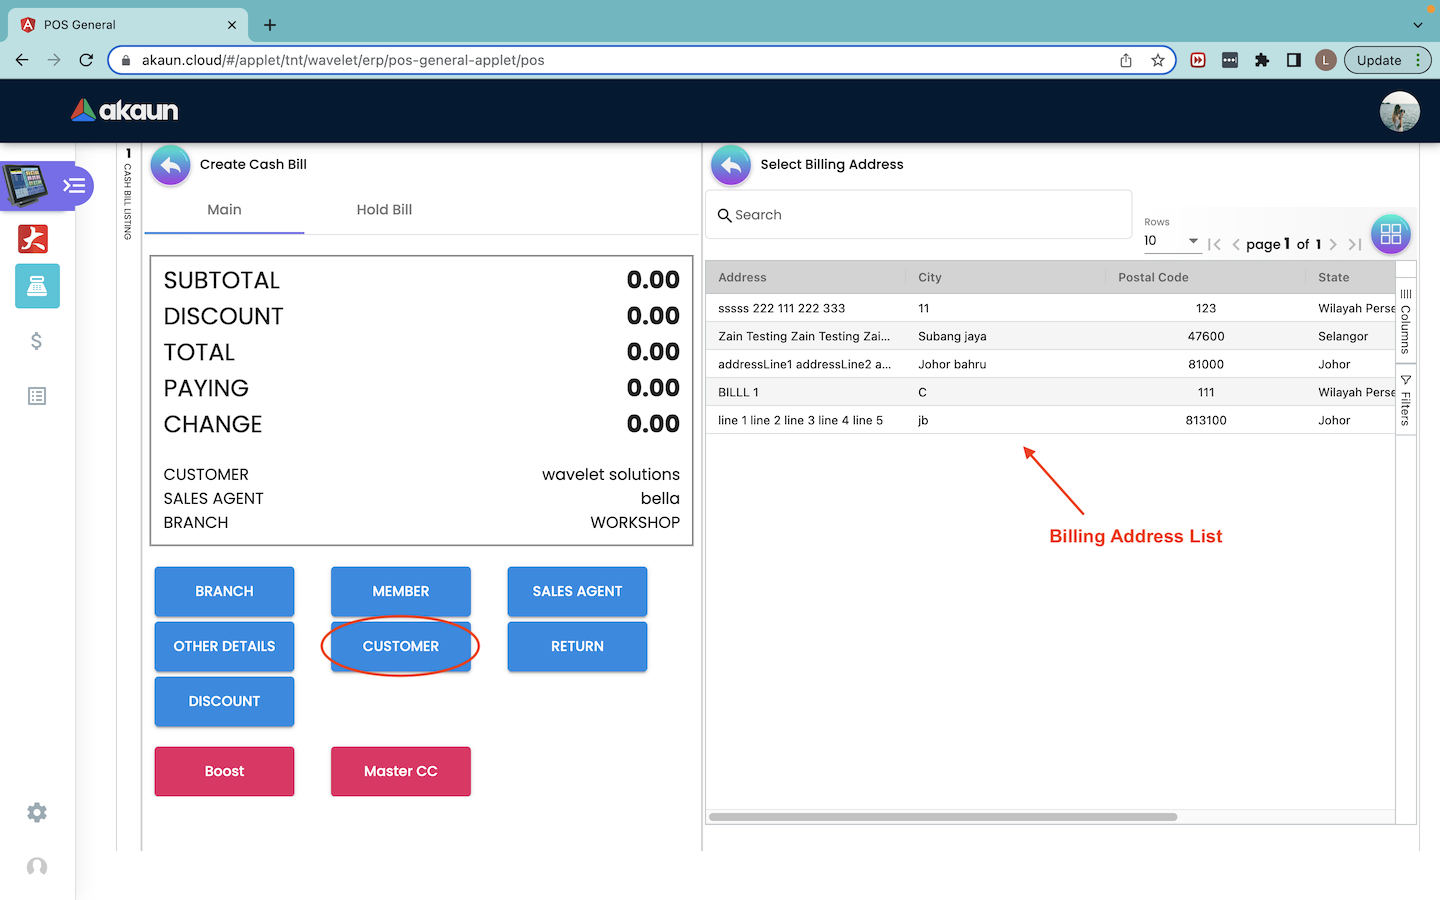 POS General
akaun.cloud/#/applet/tnt/wavelet/erp/pos-general-applet/pos
L
Update
akaun
1
CASH BILL LISTING
Create Cash Bill
Main
Hold Bill
SUBTOTAL 0.00
DISCOUNT 0.00
TOTAL 0.00
PAYING 0.00
CHANGE 0.00
CUSTOMER wavelet solutions
SALES AGENT bella
BRANCH WORKSHOP
BRANCH
MEMBER
SALES AGENT
OTHER DETAILS
CUSTOMER
RETURN
DISCOUNT
Boost
Master CC
Select Billing Address
Search
Rows
10
page 1 of 1
Address City Postal Code State
sssss 222 111 222 333 11 123 Wilayah Perse
Zain Testing Zain Testing Zai... Subang jaya 47600 Selangor
addressLine1 addressLine2 a... Johor bahru 81000 Johor
BILLL 1 C 111 Wilayah Perse
line 1 line 2 line 3 line 4 line 5 jb 813100 Johor
Columns
Filters
Billing Address List